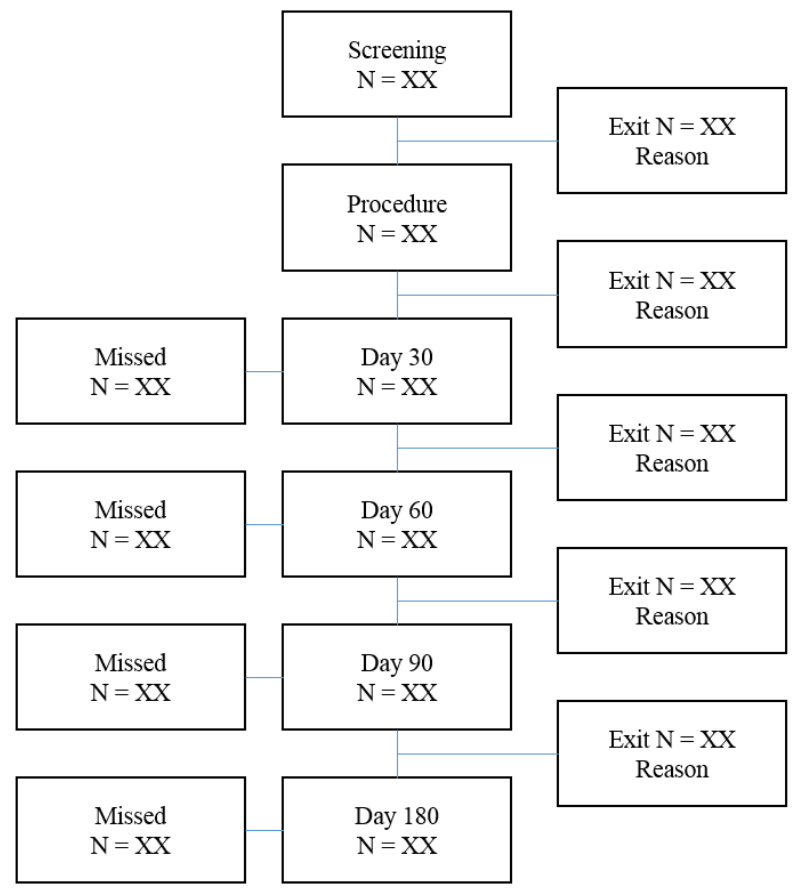 Screening
N = XX
Exit N = XX
Reason
Procedure
N = XX
Exit N = XX
Reason
Missed
N = XX
Day 30
N = XX
Exit N = XX
Reason
Missed
N = XX
Day 60
N = XX
Exit N = XX
Reason
Missed
N = XX
Day 90
N = XX
Exit N = XX
Reason
Missed
N = XX
Day 180
N = XX